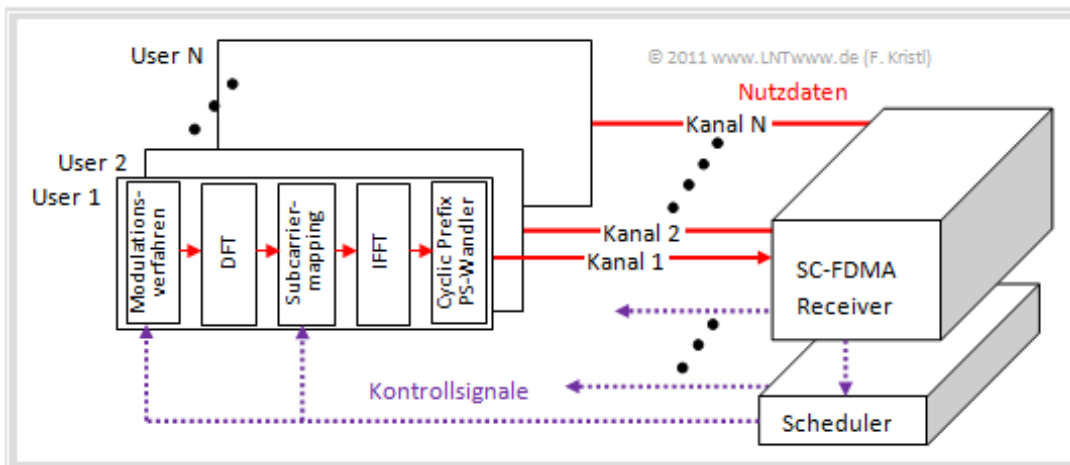 User N
© 2011 www.LNTwww.de (F. Kristl)
Nutzdaten
Kanal N
User 2
User 1
Modulations-
verfahren
DFT
Subcarrier-
mapping
IFFT
Cyclic Prefix
PS-Wandler
Kanal 2
Kanal 1
SC-FDMA
Receiver
Kontrollsignale
Scheduler